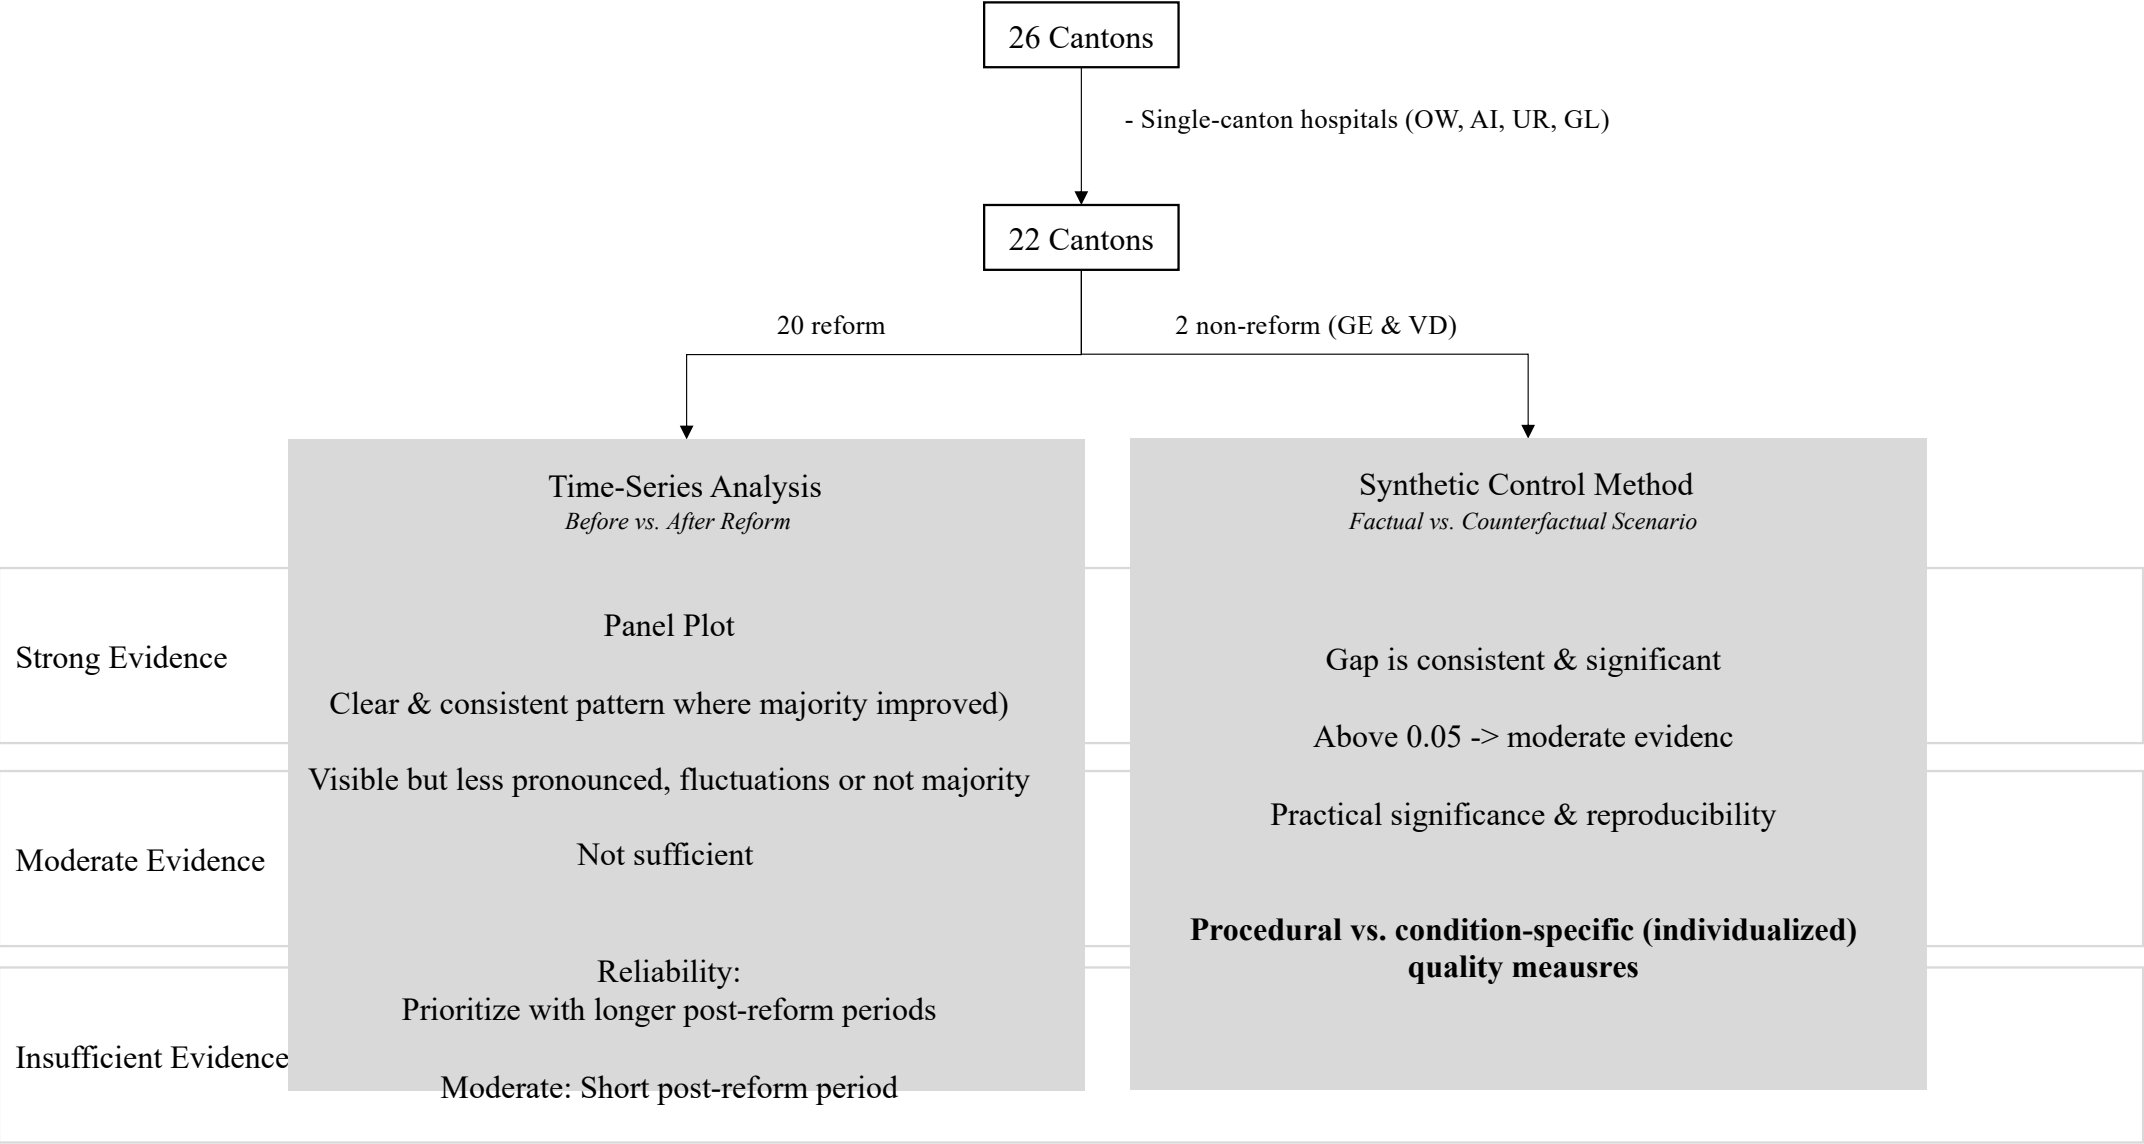 26 Cantons
- Single-canton hospitals (OW, AI, UR, GL)
22 Cantons
20 reform
2 non-reform (GE & VD)
Time-Series Analysis
Before vs. After Reform
Panel Plot
Clear & consistent pattern where majority improved)
Visible but less pronounced, fluctuations or not majority
Not sufficient
Reliability:
Prioritize with longer post-reform periods
Moderate: Short post-reform period
Synthetic Control Method
Factual vs. Counterfactual Scenario
Gap is consistent & significant
Above 0.05 -> moderate evidenc
Practical significance & reproducibility
Procedural vs. condition-specific (individualized)
quality meausres
Strong Evidence
Moderate Evidence
Insufficient Evidence